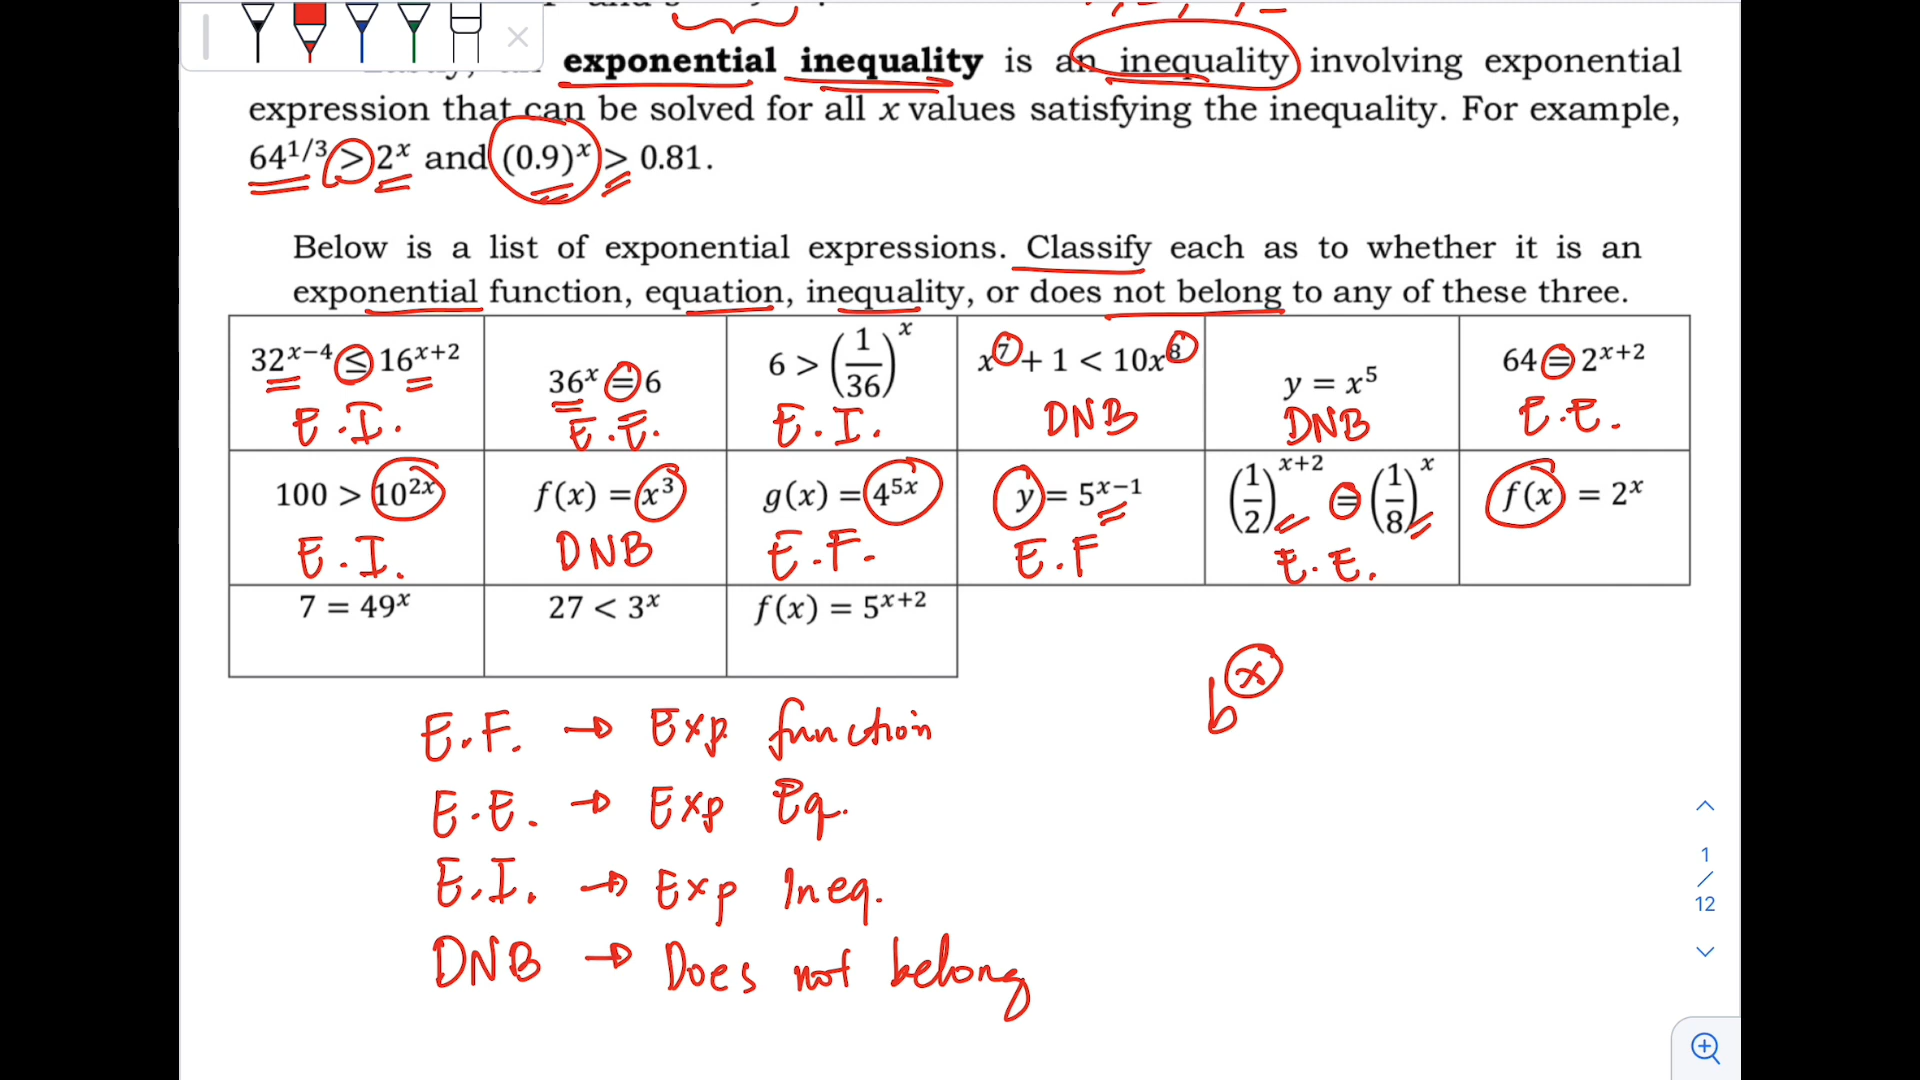 exponential inequality is an inequality involving exponential
expression that can be solved for all x values satisfying the inequality. For example,
64^{1/3} > 2^x and (0.9)^x > 0.81.
Below is a list of exponential expressions. Classify each as to whether it is an
exponential function, equation, inequality, or does not belong to any of these three.
32^{x−4} ≤ 16^{x+2}
E.I.
36^x = 6
E.E.
6 > (1/36)^x
E.I.
x^7 + 1 < 10x^8
DNB
y = x^5
DNB
64 = 2^{x+2}
E.E.
100 > 10^{2x}
E.I.
f(x) = x^3
DNB
g(x) = 4^{5x}
E.F.
y = 5^{x−1}
E.F
(1/2)^{x+2} = (1/8)^x
E.E.
f(x) = 2^x
7 = 49^x
27 < 3^x
f(x) = 5^{x+2}
b^x
E.F. → Exp function
E.E. → Exp Eq.
E.I. → Exp Ineq.
DNB → Does not belong
1
/
12